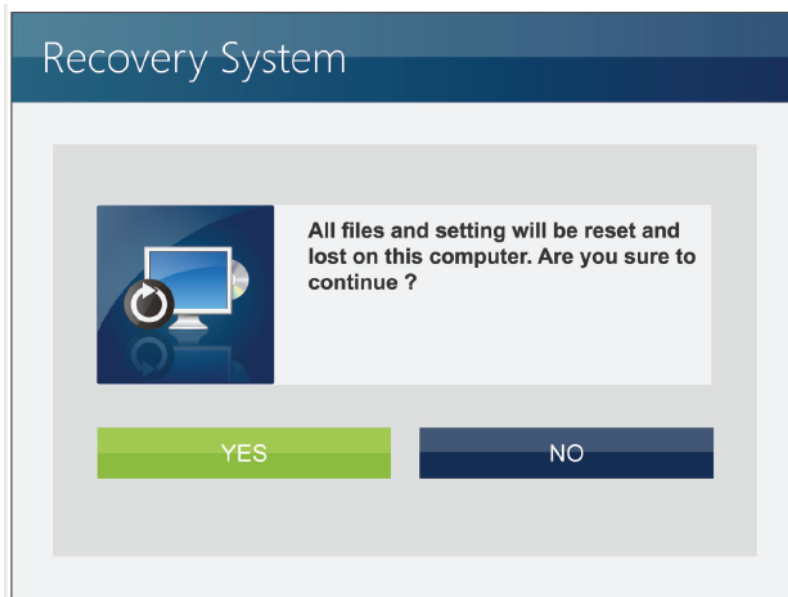 Recovery System
All files and setting will be reset and
lost on this computer. Are you sure to
continue ?
YES
NO